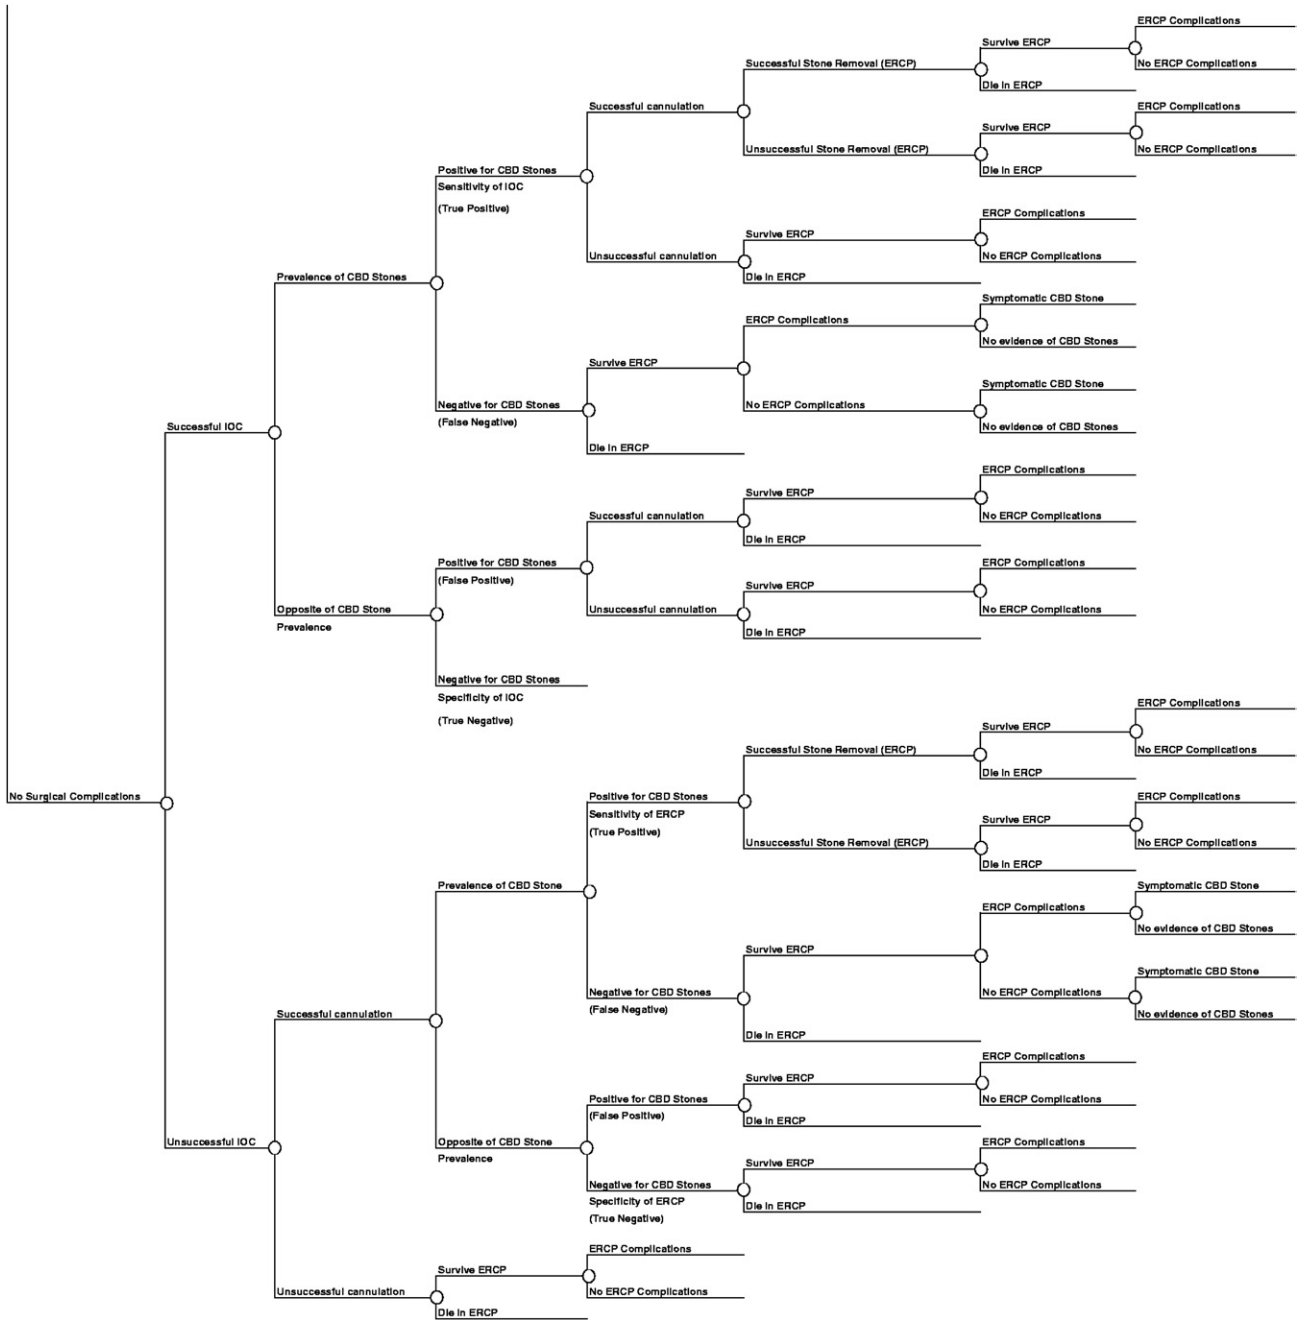 ERCP Complications
Survive ERCP
Successful Stone Removal (ERCP)
No ERCP Complications
Die in ERCP
Successful cannulation
ERCP Complications
Survive ERCP
Unsuccessful Stone Removal (ERCP)
No ERCP Complications
Die in ERCP
Positive for CBD Stones
Sensitivity of IOC
(True Positive)
ERCP Complications
Survive ERCP
Unsuccessful cannulation
No ERCP Complications
Die in ERCP
Prevalence of CBD Stones
Symptomatic CBD Stone
ERCP Complications
No evidence of CBD Stones
Survive ERCP
Symptomatic CBD Stone
No ERCP Complications
Negative for CBD Stones
(False Negative)
No evidence of CBD Stones
Successful IOC
Die in ERCP
ERCP Complications
Survive ERCP
Successful cannulation
No ERCP Complications
Die in ERCP
Positive for CBD Stones
(False Positive)
ERCP Complications
Survive ERCP
Opposite of CBD Stone
Prevalence
Unsuccessful cannulation
No ERCP Complications
Die in ERCP
Negative for CBD Stones
Specificity of IOC
(True Negative)
ERCP Complications
Survive ERCP
Successful Stone Removal (ERCP)
No ERCP Complications
Die in ERCP
No Surgical Complications
Positive for CBD Stones
Sensitivity of ERCP
(True Positive)
ERCP Complications
Survive ERCP
Unsuccessful Stone Removal (ERCP)
No ERCP Complications
Die in ERCP
Prevalence of CBD Stone
Symptomatic CBD Stone
ERCP Complications
No evidence of CBD Stones
Survive ERCP
Symptomatic CBD Stone
No ERCP Complications
Negative for CBD Stones
(False Negative)
No evidence of CBD Stones
Successful cannulation
Die in ERCP
ERCP Complications
Survive ERCP
Positive for CBD Stones
(False Positive)
No ERCP Complications
Die in ERCP
Unsuccessful IOC
Opposite of CBD Stone
Prevalence
ERCP Complications
Survive ERCP
Negative for CBD Stones
Specificity of ERCP
(True Negative)
No ERCP Complications
Die in ERCP
ERCP Complications
Survive ERCP
Unsuccessful cannulation
No ERCP Complications
Die in ERCP